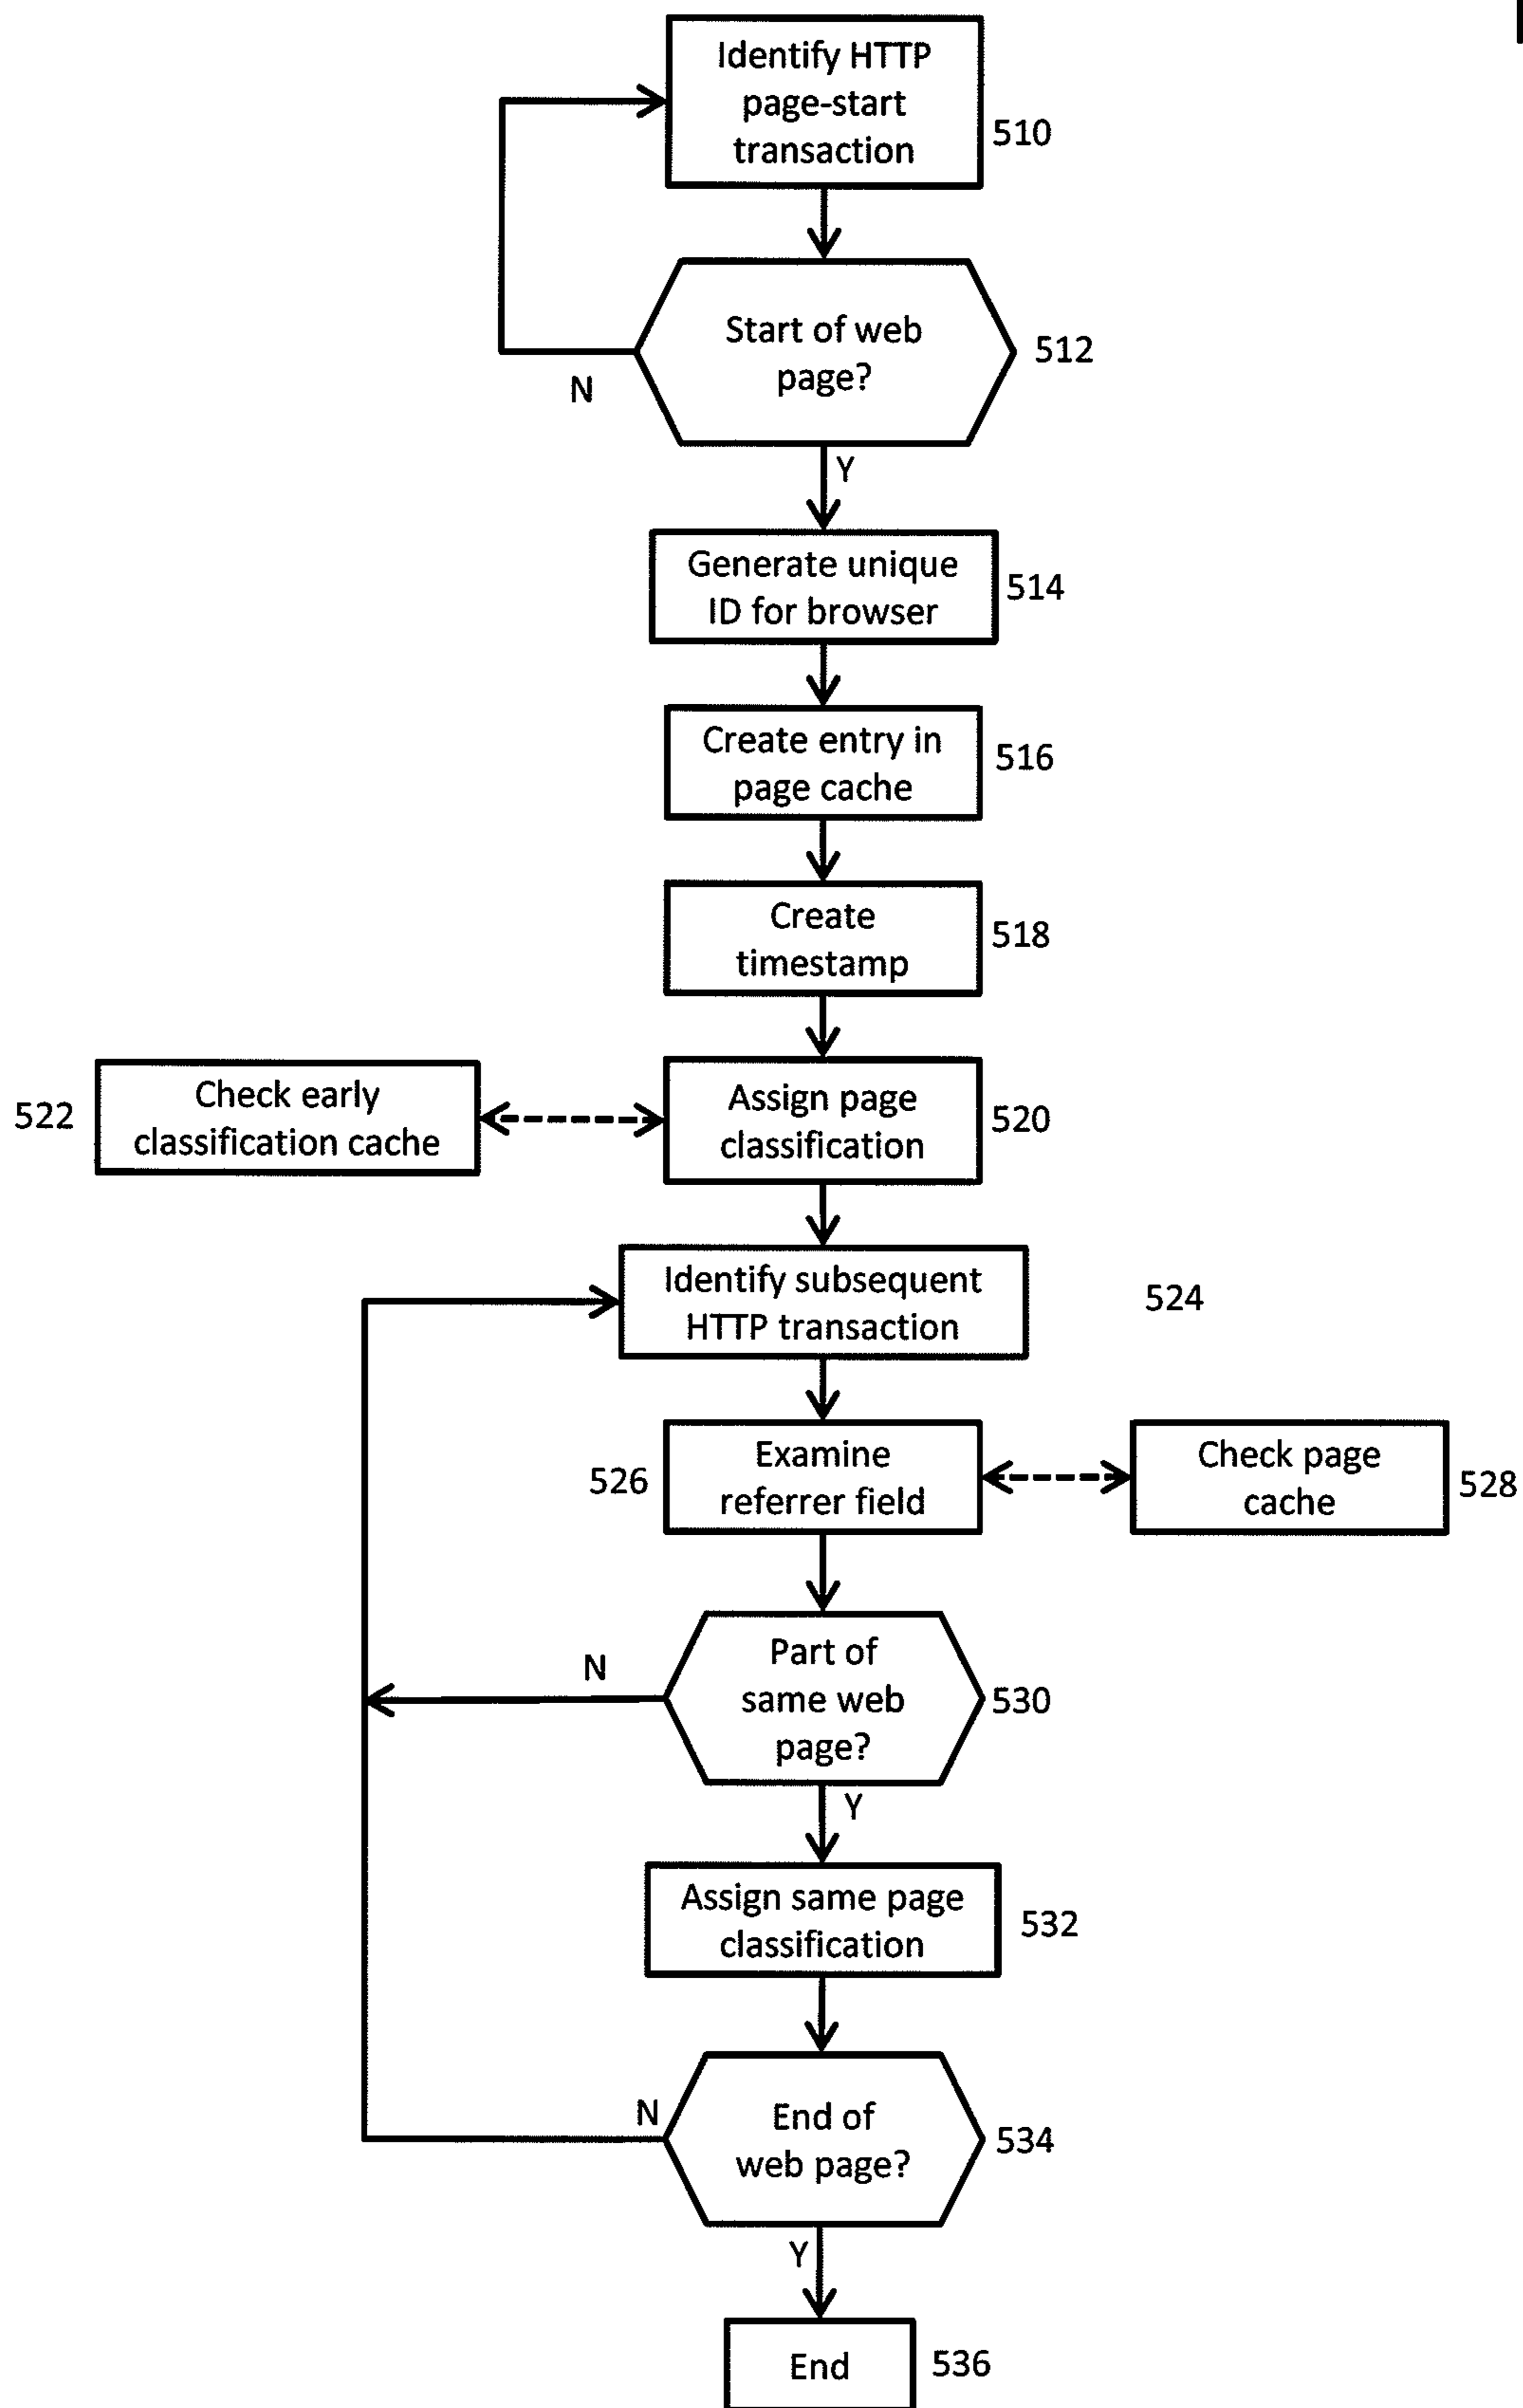 Identify HTTP
page-start
transaction
510
Start of web
page?
512
N
Y
Generate unique
ID for browser
514
Create entry in
page cache
516
Create
timestamp
518
522
Check early
classification cache
Assign page
classification
520
Identify subsequent
HTTP transaction
524
526
Examine
referrer field
Check page
cache
528
N
Part of
same web
page?
530
Y
Assign same page
classification
532
N
End of
web page?
534
Y
End
536